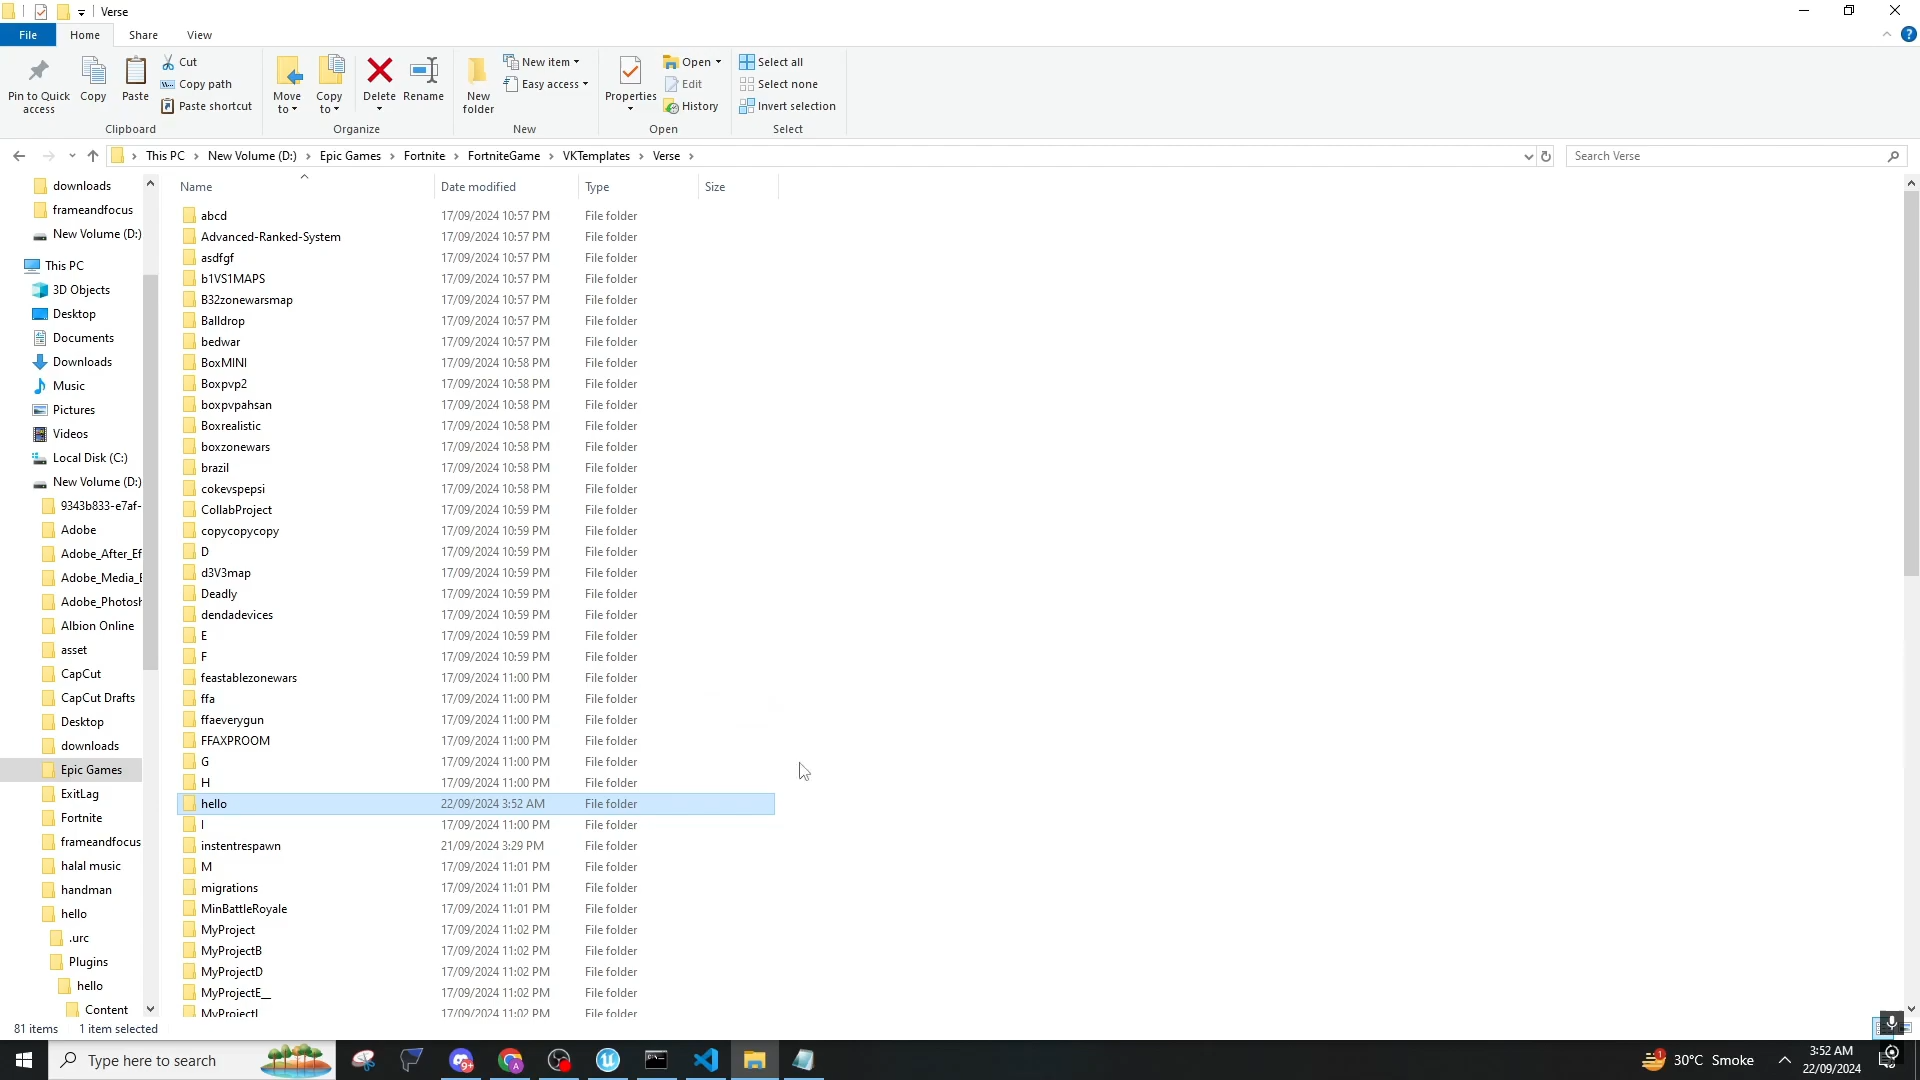 Verse
File
Home
Share
View
Pin to Quick access
Copy
Paste
Cut
Copy path
Paste shortcut
Move to
Copy to
Delete
Rename
New folder
New item
Easy access
Properties
Open
Edit
History
Select all
Select none
Invert selection
Clipboard
Organize
New
Open
Select
This PC
New Volume (D:)
Epic Games
Fortnite
FortniteGame
VKTemplates
Verse
Search Verse
downloads
frameandfocus
New Volume (D:)
This PC
3D Objects
Desktop
Documents
Downloads
Music
Pictures
Videos
Local Disk (C:)
New Volume (D:)
9343b833-e7af-
Adobe
Adobe_After_Ef
Adobe_Media_E
Adobe_Photosh
Albion Online
asset
CapCut
CapCut Drafts
Desktop
downloads
Epic Games
ExitLag
Fortnite
frameandfocus
halal music
handman
hello
.urc
Plugins
hello
Content
Name Date modified Type Size
abcd 17/09/2024 10:57 PM File folder
Advanced-Ranked-System 17/09/2024 10:57 PM File folder
asdfgf 17/09/2024 10:57 PM File folder
b1VS1MAPS 17/09/2024 10:57 PM File folder
B32zonewarsmap 17/09/2024 10:57 PM File folder
Balldrop 17/09/2024 10:57 PM File folder
bedwar 17/09/2024 10:57 PM File folder
BoxMINI 17/09/2024 10:58 PM File folder
Boxpvp2 17/09/2024 10:58 PM File folder
boxpvpahsan 17/09/2024 10:58 PM File folder
Boxrealistic 17/09/2024 10:58 PM File folder
boxzonewars 17/09/2024 10:58 PM File folder
brazil 17/09/2024 10:58 PM File folder
cokevspepsi 17/09/2024 10:58 PM File folder
CollabProject 17/09/2024 10:59 PM File folder
copycopycopy 17/09/2024 10:59 PM File folder
D 17/09/2024 10:59 PM File folder
d3V3map 17/09/2024 10:59 PM File folder
Deadly 17/09/2024 10:59 PM File folder
dendadevices 17/09/2024 10:59 PM File folder
E 17/09/2024 10:59 PM File folder
F 17/09/2024 10:59 PM File folder
feastablezonewars 17/09/2024 11:00 PM File folder
ffa 17/09/2024 11:00 PM File folder
ffaeverygun 17/09/2024 11:00 PM File folder
FFAXPROOM 17/09/2024 11:00 PM File folder
G 17/09/2024 11:00 PM File folder
H 17/09/2024 11:00 PM File folder
hello 22/09/2024 3:52 AM File folder
I 17/09/2024 11:00 PM File folder
instentrespawn 21/09/2024 3:29 PM File folder
M 17/09/2024 11:01 PM File folder
migrations 17/09/2024 11:01 PM File folder
MinBattleRoyale 17/09/2024 11:01 PM File folder
MyProject 17/09/2024 11:02 PM File folder
MyProjectB 17/09/2024 11:02 PM File folder
MyProjectD 17/09/2024 11:02 PM File folder
MyProjectE__ 17/09/2024 11:02 PM File folder
17/09/2024 11:02 PM File folder
81 items 1 item selected
Type here to search
9+
1
30°C Smoke
3:52 AM
22/09/2024